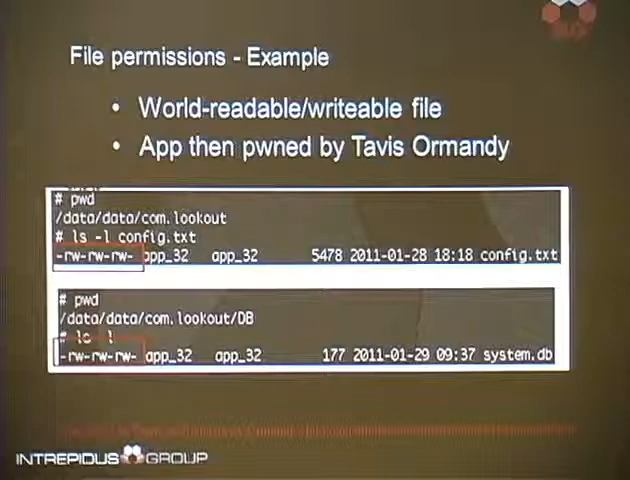 File permissions - Example
• World-readable/writeable file
• App then pwned by Tavis Ormandy
# pwd
/data/data/com.lookout
# ls -l config.txt
-rw-rw-rw- app_32 app_32 5478 2011-01-28 18:18 config.txt
# pwd
/data/data/com.lookout/DB
# ls -l
-rw-rw-rw- app_32 app_32 177 2011-01-29 09:37 system.db
INTREPIDUS GROUP